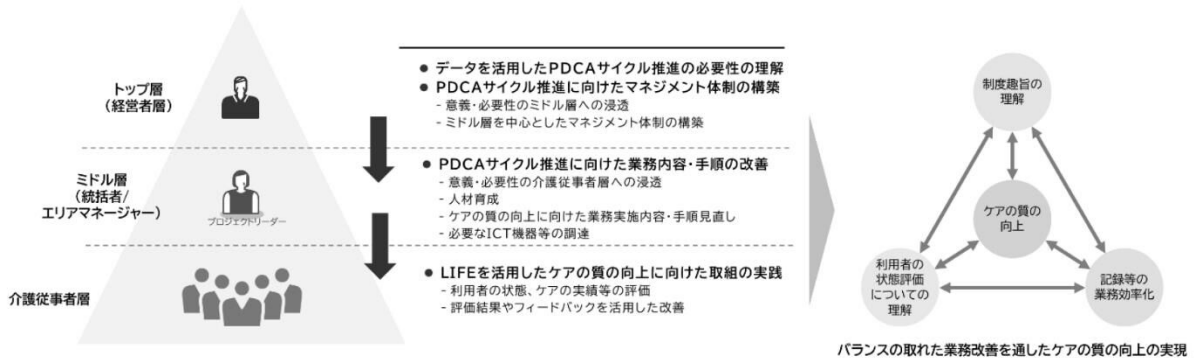 トップ層
（経営者層）
● データを活用したPDCAサイクル推進の必要性の理解
● PDCAサイクル推進に向けたマネジメント体制の構築
- 意義・必要性のミドル層への浸透
- ミドル層を中心としたマネジメント体制の構築
ミドル層
（統括者/
エリアマネージャー）
プロジェクトリーダー
● PDCAサイクル推進に向けた業務内容・手順の改善
- 意義・必要性の介護従事者層への浸透
- 人材育成
- ケアの質の向上に向けた業務実施内容・手順見直し
- 必要なICT機器等の調達
介護従事者層
● LIFEを活用したケアの質の向上に向けた取組の実践
- 利用者の状態、ケアの実績等の評価
- 評価結果やフィードバックを活用した改善
制度趣旨の
理解
ケアの質の
向上
利用者の
状態評価
についての
理解
記録等の
業務効率化
バランスの取れた業務改善を通したケアの質の向上の実現